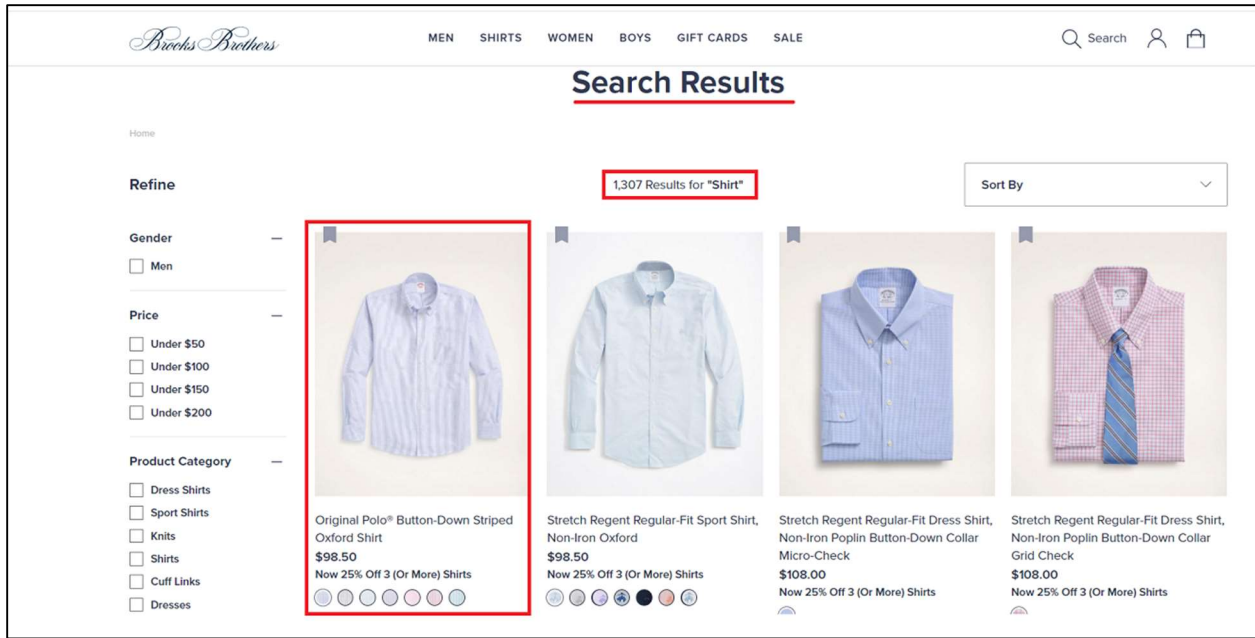 Brooks Brothers
MEN SHIRTS WOMEN BOYS GIFT CARDS SALE
Search
Search Results
Home
Refine
1,307 Results for "Shirt"
Sort By
Gender
Men
Price
Under $50
Under $100
Under $150
Under $200
Product Category
Dress Shirts
Sport Shirts
Knits
Shirts
Cuff Links
Dresses
Original Polo® Button-Down Striped
Oxford Shirt
$98.50
Now 25% Off 3 (Or More) Shirts
Stretch Regent Regular-Fit Sport Shirt,
Non-Iron Oxford
$98.50
Now 25% Off 3 (Or More) Shirts
Stretch Regent Regular-Fit Dress Shirt,
Non-Iron Poplin Button-Down Collar
Micro-Check
$108.00
Now 25% Off 3 (Or More) Shirts
Stretch Regent Regular-Fit Dress Shirt,
Non-Iron Poplin Button-Down Collar
Grid Check
$108.00
Now 25% Off 3 (Or More) Shirts